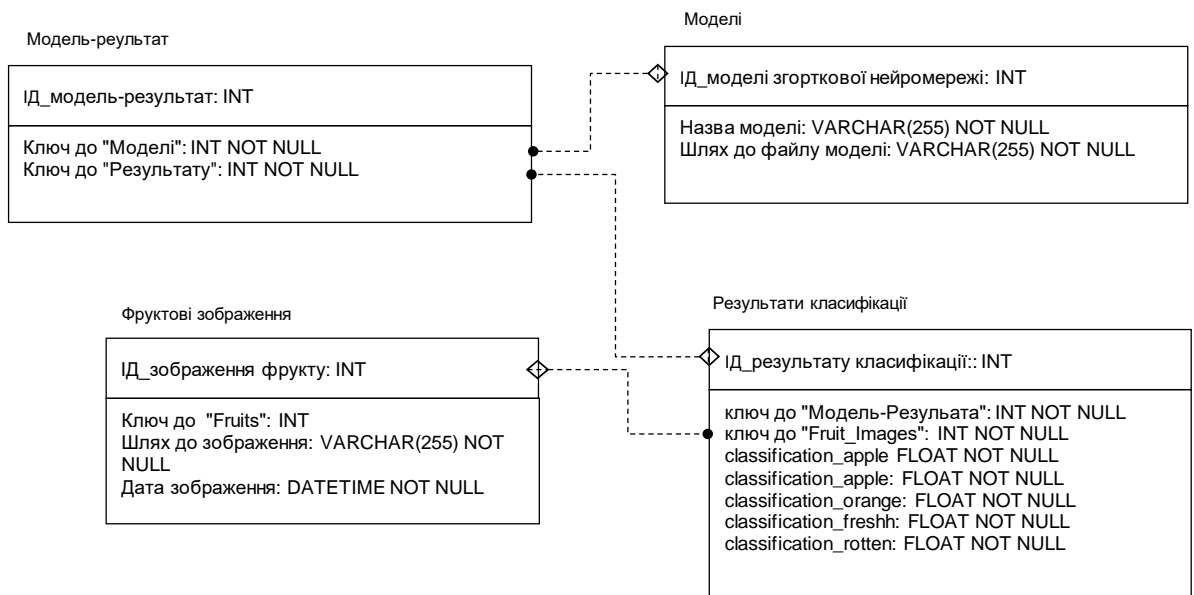 Моделі
Модель-реультат
ІД_модель-результат: INT
Ключ до "Моделі": INT NOT NULL
Ключ до "Результату": INT NOT NULL
ІД_моделі згорткової нейромережі: INT
Назва моделі: VARCHAR(255) NOT NULL
Шлях до файлу моделі: VARCHAR(255) NOT NULL
Фруктові зображення
ІД_зображення фрукту: INT
Ключ до "Fruits": INT
Шлях до зображення: VARCHAR(255) NOT
NULL
Дата зображення: DATETIME NOT NULL
Результати класифікації
ІД_результату класифікації:: INT
ключ до "Модель-Резульата": INT NOT NULL
ключ до "Fruit_Images": INT NOT NULL
classification_apple FLOAT NOT NULL
classification_apple: FLOAT NOT NULL
classification_orange: FLOAT NOT NULL
classification_freshh: FLOAT NOT NULL
classification_rotten: FLOAT NOT NULL